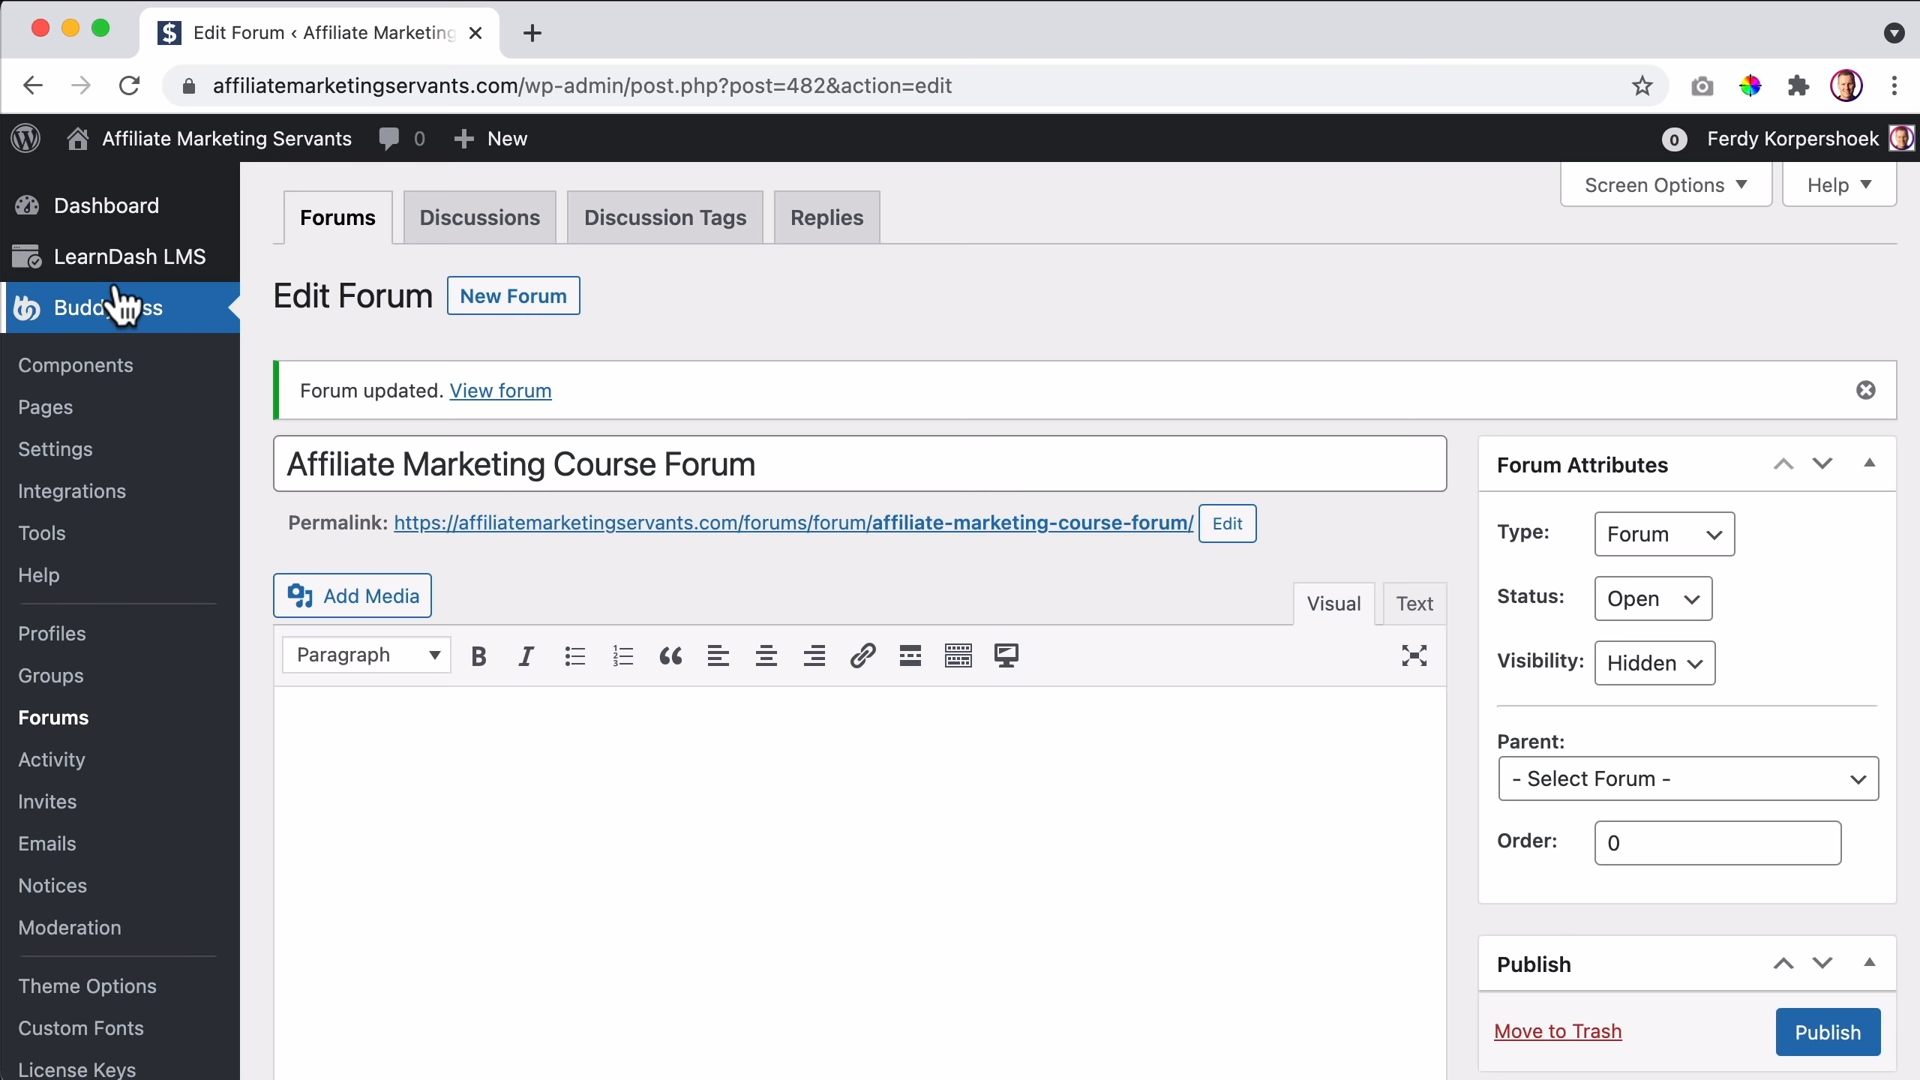 Edit Forum ‹ Affiliate Marketing
affiliatemarketingservants.com/wp-admin/post.php?post=482&action=edit
Affiliate Marketing Servants
0
New
0
Ferdy Korpershoek
Dashboard
LearnDash LMS
Components
Pages
Settings
Integrations
Tools
Help
Profiles
Groups
Forums
Activity
Invites
Emails
Notices
Moderation
Theme Options
Custom Fonts
License Keys
Screen Options
Help
Forums
Discussions
Discussion Tags
Replies
Edit Forum
New Forum
Forum updated. View forum
Affiliate Marketing Course Forum
Permalink: https://affiliatemarketingservants.com/forums/forum/affiliate-marketing-course-forum/
Edit
Add Media
Visual
Text
Paragraph
B
I
Forum Attributes
Type:
Forum
Status:
Open
Visibility:
Hidden
Parent:
- Select Forum -
Order:
0
Publish
Move to Trash
Publish